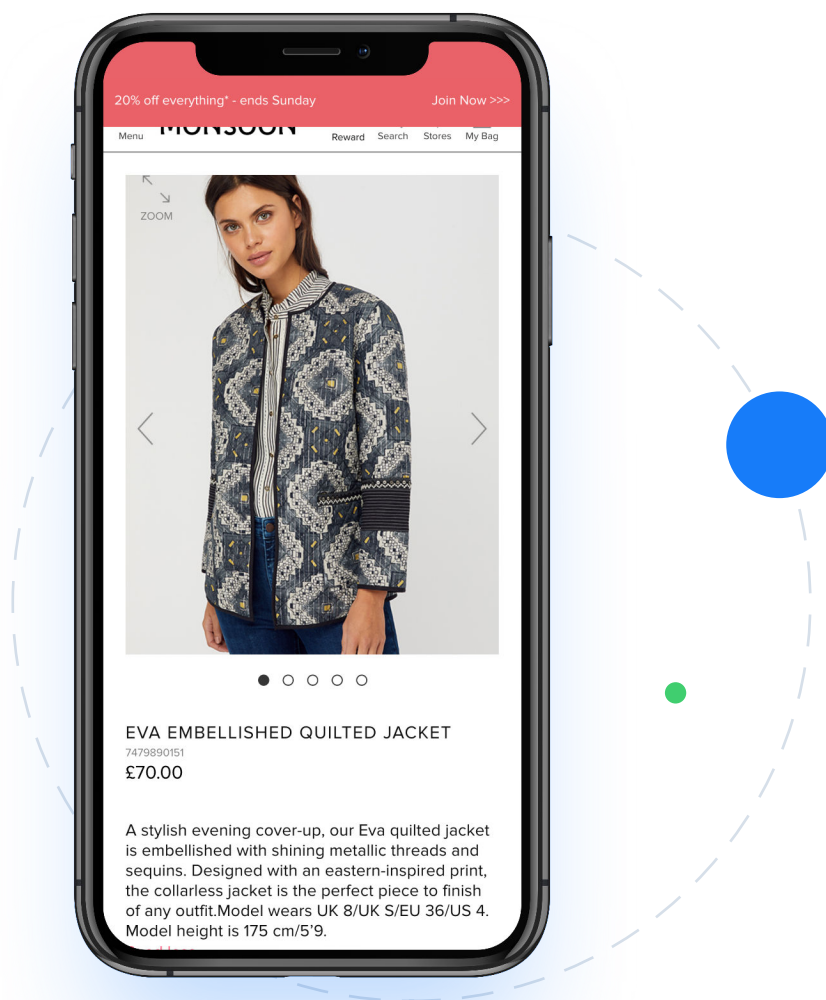 20% off everything* - ends Sunday Join Now >>>
Menu MONSOON Reward Search Stores My Bag
ZOOM
EVA EMBELLISHED QUILTED JACKET
7479890151
£70.00
A stylish evening cover-up, our Eva quilted jacket
is embellished with shining metallic threads and
sequins. Designed with an eastern-inspired print,
the collarless jacket is the perfect piece to finish
of any outfit.Model wears UK 8/UK S/EU 36/US 4.
Model height is 175 cm/5'9.